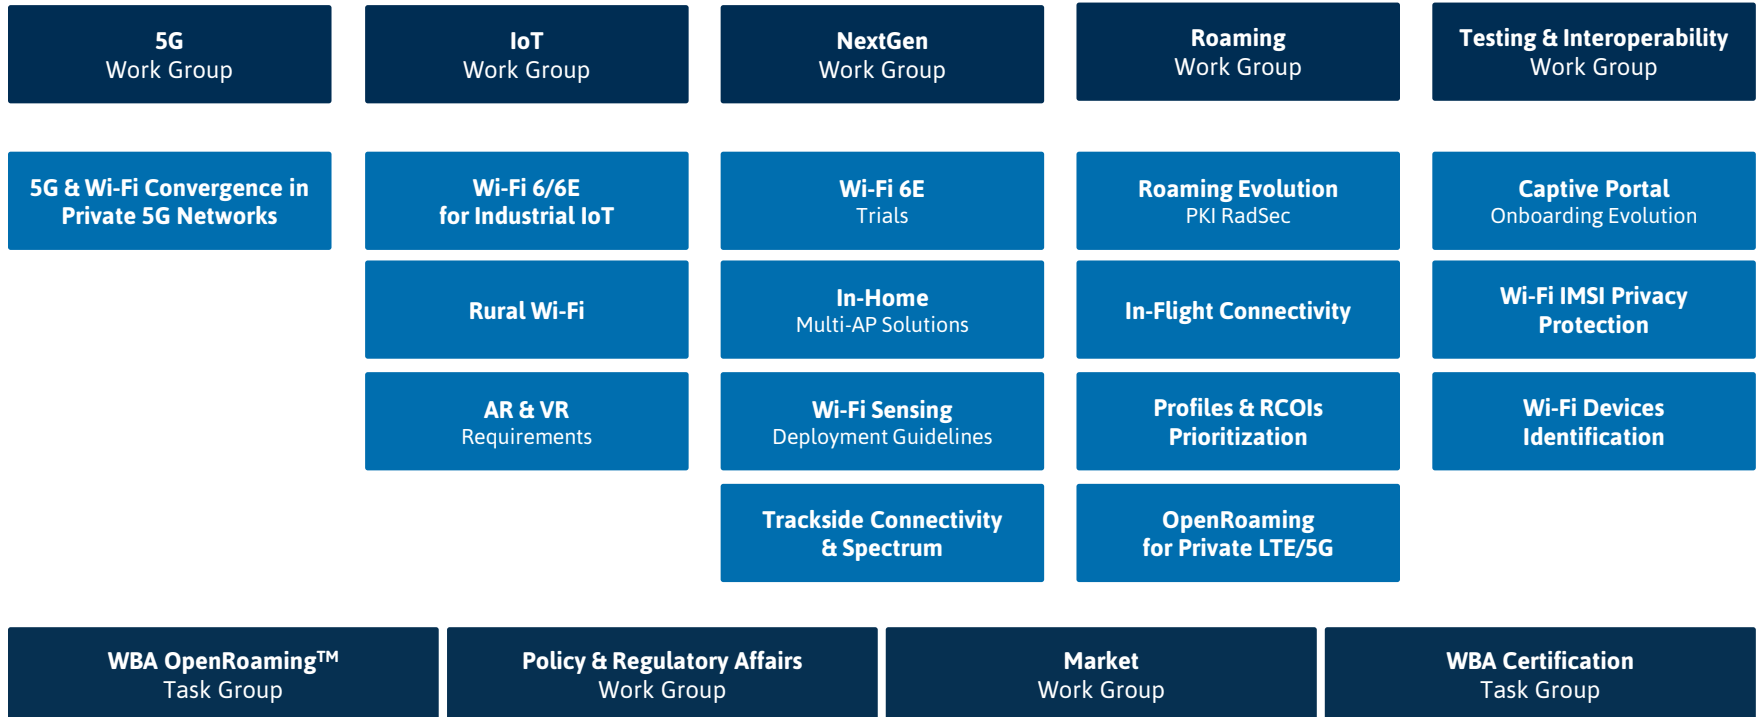 5G
Work Group
IoT
Work Group
NextGen
Work Group
Roaming
Work Group
Testing & Interoperability
Work Group
5G & Wi-Fi Convergence in
Private 5G Networks
Wi-Fi 6/6E
for Industrial IoT
Wi-Fi 6E
Trials
Roaming Evolution
PKI RadSec
Captive Portal
Onboarding Evolution
Rural Wi-Fi
In-Home
Multi-AP Solutions
In-Flight Connectivity
Wi-Fi IMSI Privacy
Protection
AR & VR
Requirements
Wi-Fi Sensing
Deployment Guidelines
Profiles & RCOIs
Prioritization
Wi-Fi Devices
Identification
Trackside Connectivity
& Spectrum
OpenRoaming
for Private LTE/5G
WBA OpenRoaming™
Task Group
Policy & Regulatory Affairs
Work Group
Market
Work Group
WBA Certification
Task Group